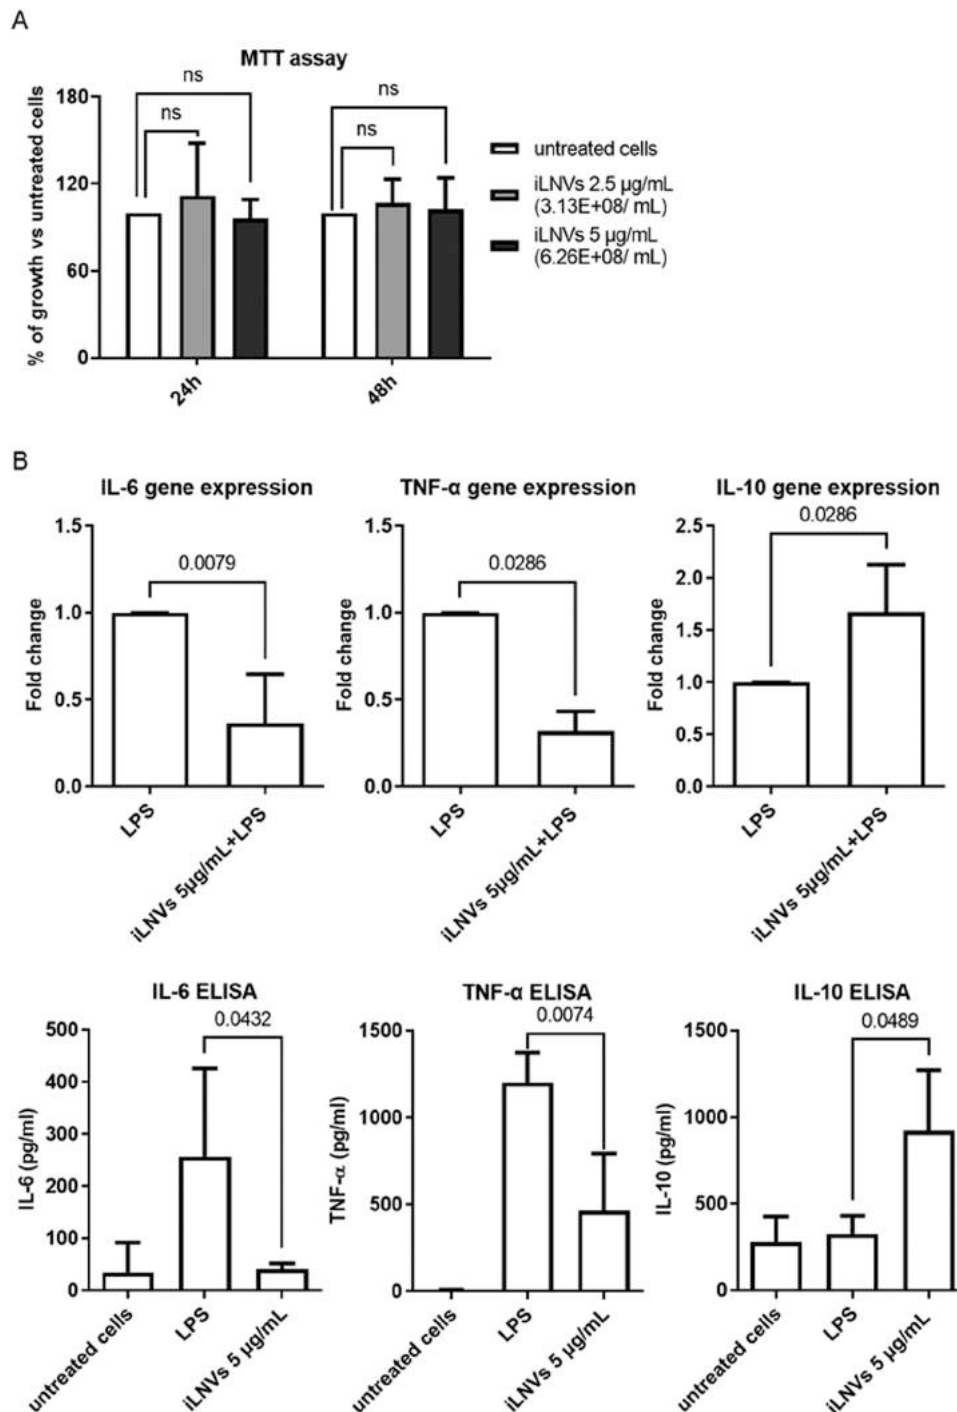 A
MTT assay
% of growth vs untreated cells
180
120
60
0
ns
ns
ns
ns
24h
48h
untreated cells
iLNVs 2.5 µg/mL
(3.13E+08/ mL)
iLNVs 5 µg/mL
(6.26E+08/ mL)
B
IL-6 gene expression
Fold change
1.5
1.0
0.5
0.0
0.0079
LPS
iLNVs 5µg/mL+LPS
TNF-α gene expression
Fold change
1.5
1.0
0.5
0.0
0.0286
LPS
iLNVs 5µg/mL+LPS
IL-10 gene expression
Fold change
2.5
2.0
1.5
1.0
0.5
0.0
0.0286
LPS
iLNVs 5µg/mL+LPS
IL-6 ELISA
IL-6 (pg/ml)
500
400
300
200
100
0
0.0432
untreated cells
LPS
iLNVs 5 µg/mL
TNF-α ELISA
TNF-α (pg/ml)
1500
1000
500
0
0.0074
untreated cells
LPS
iLNVs 5 µg/mL
IL-10 ELISA
IL-10 (pg/ml)
1500
1000
500
0
0.0489
untreated cells
LPS
iLNVs 5 µg/mL